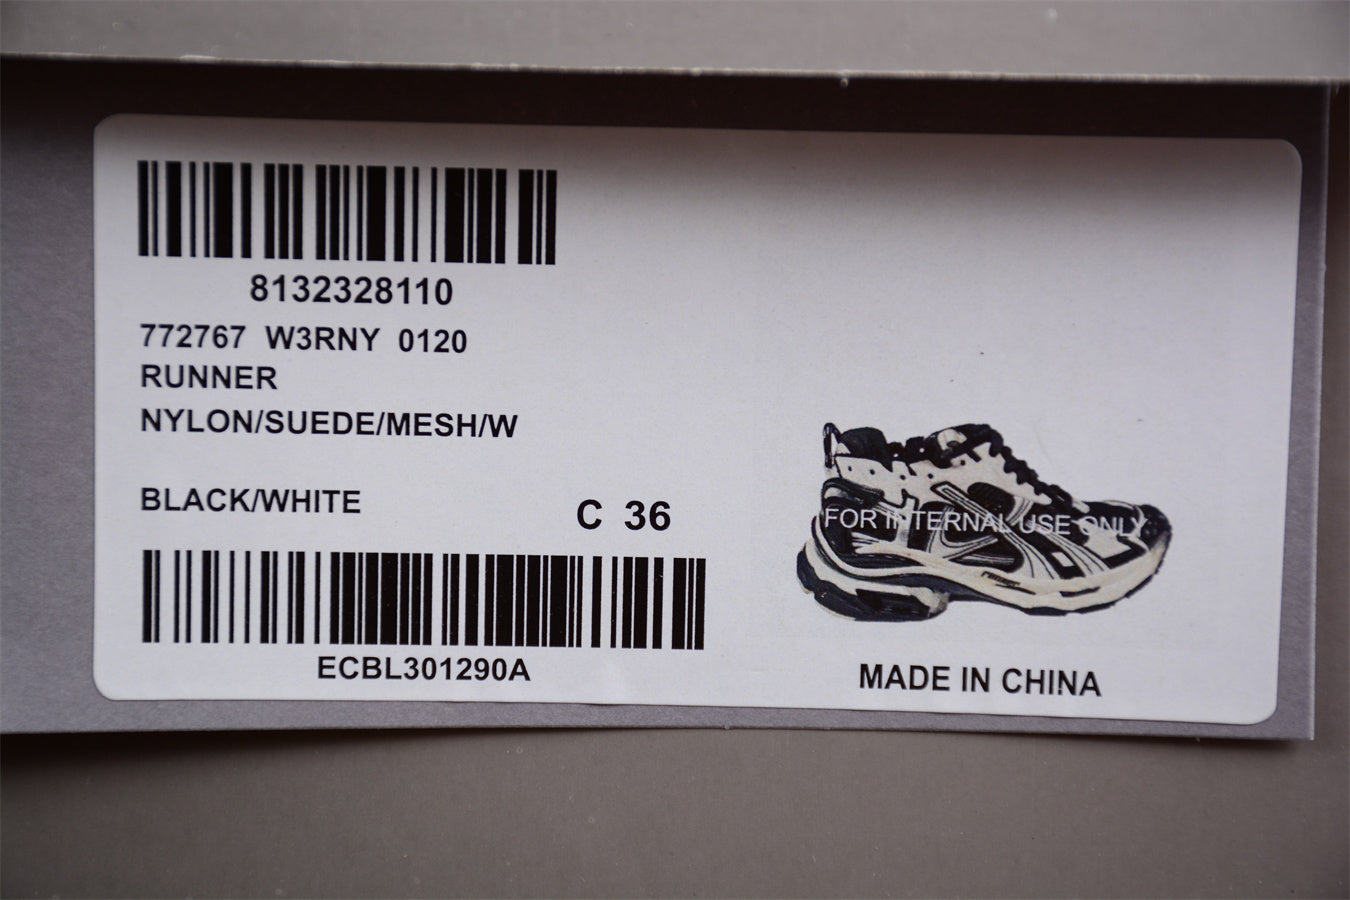 8132328110
772767 W3RNY 0120
RUNNER
NYLON/SUEDE/MESH/W
BLACK/WHITE
C 36
ECBL301290A
FOR INTERNAL USE ONLY
MADE IN CHINA